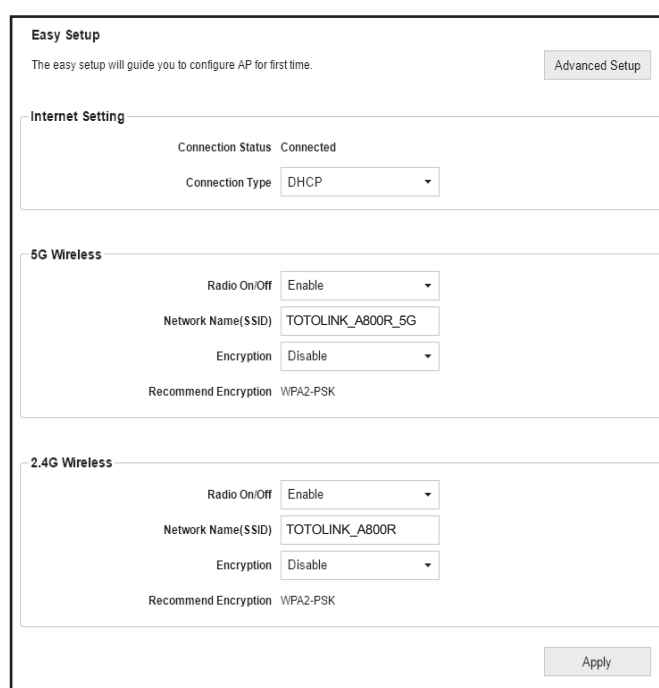 Easy Setup
The easy setup will guide you to configure AP for first time.
Advanced Setup
Internet Setting
Connection Status Connected
Connection Type DHCP
5G Wireless
Radio On/Off Enable
Network Name(SSID) TOTOLINK_A800R_5G
Encryption Disable
Recommend Encryption WPA2-PSK
2.4G Wireless
Radio On/Off Enable
Network Name(SSID) TOTOLINK_A800R
Encryption Disable
Recommend Encryption WPA2-PSK
Apply